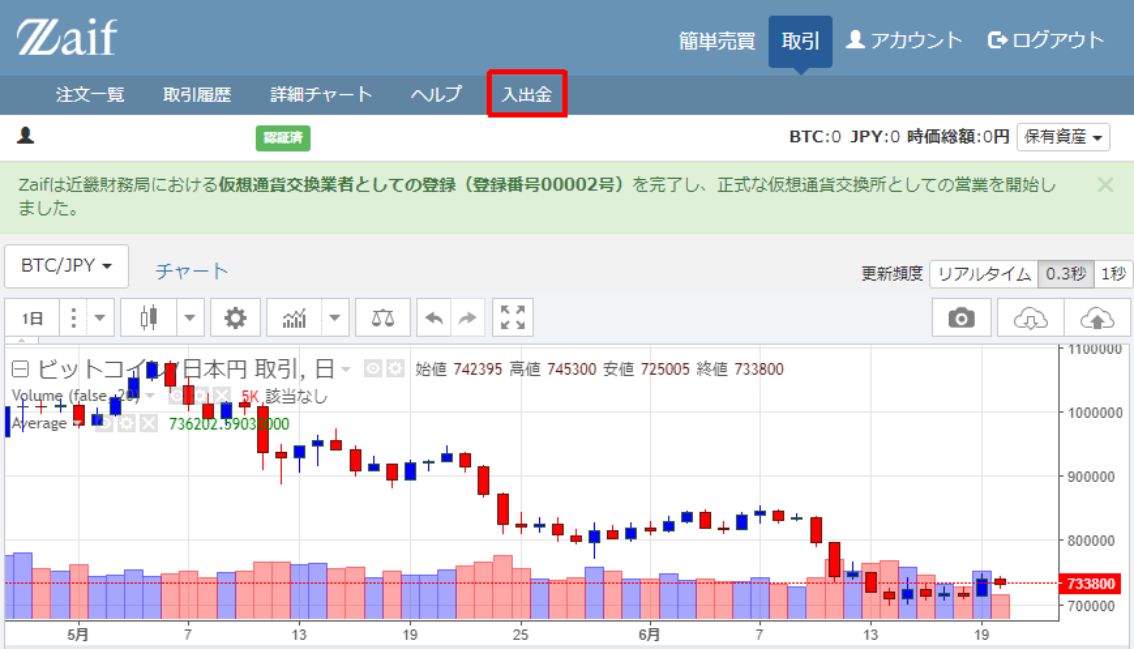 Zaif
簡単売買 取引 アカウント ログアウト
注文一覧 取引履歴 詳細チャート ヘルプ 入出金
認証済 BTC:0 JPY:0 時価総額:0円 保有資産
Zaifは近畿財務局における仮想通貨交換業者としての登録（登録番号00002号）を完了し、正式な仮想通貨交換所としての営業を開始し
ました。
BTC/JPY チャート
更新頻度 リアルタイム 0.3秒 1秒
1日
ビットコイン/日本円 取引, 日 始値 742395 高値 745300 安値 725005 終値 733800
Volume (false, 20) 5K 該当なし
Average 736202.59030000
1100000
1000000
900000
800000
733800
700000
5月 7 13 19 25 6月 7 13 19